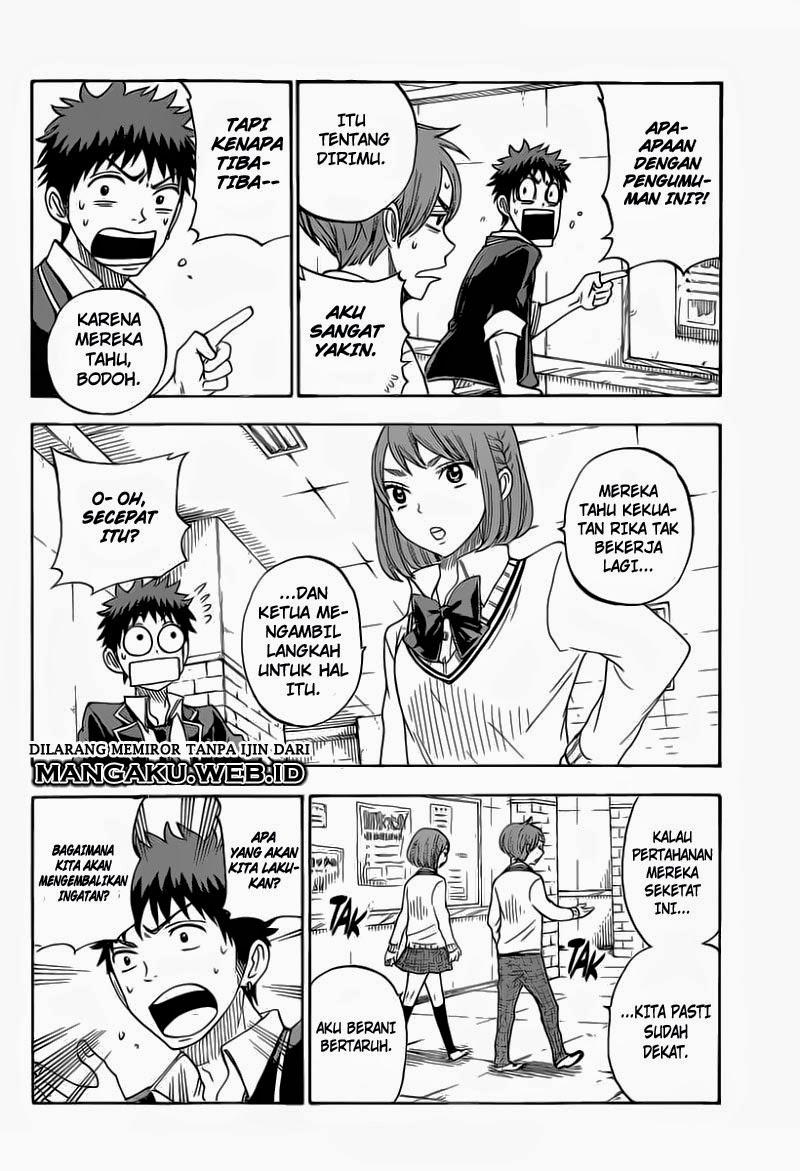 APA-
APAAN
DENGAN
PENGUMU-
MAN INI?!
ITU
TENTANG
DIRIMU.
AKU
SANGAT
YAKIN.
TAPI
KENAPA
TIBA-
TIBA--
KARENA
MEREKA
TAHU,
BODOH.
MEREKA
TAHU KEKUA-
TAN RIKA TAK
BEKERJA
LAGI...
...DAN
KETUA ME-
NGAMBIL
LANGKAH
UNTUK HAL
ITU.
O- OH,
SECEPAT
ITU?
DILARANG MEMIROR TANPA IJIN DARI
MANGAKU.WEB.ID
KALAU
PERTAHANAN
MEREKA
SEKETAT
INI...
...KITA PASTI
SUDAH
DEKAT.
TAK
TAK
AKU BERANI
BERTARUH.
APA
YANG AKAN
KITA LAKU-
KAN?
BAGAIMANA
KITA AKAN
MENGEMBALIKAN
INGATAN?